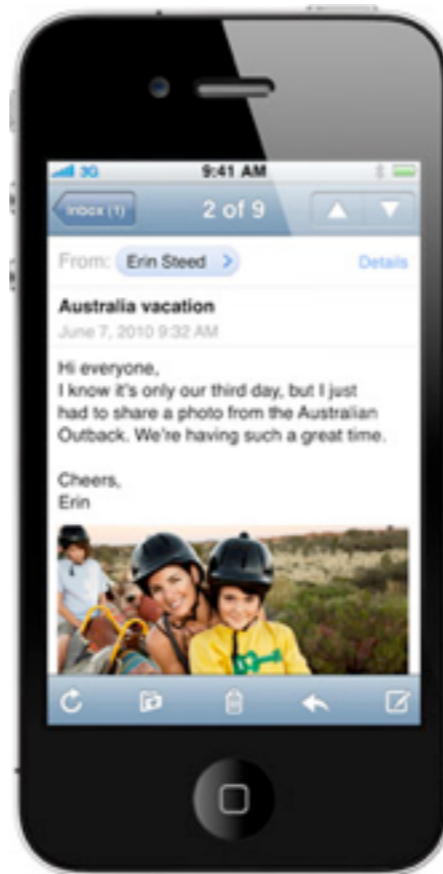 3G
9:41 AM
Inbox (1)
2 of 9
From: Erin Steed
Details
Australia vacation
June 7, 2010 9:32 AM
Hi everyone,
I know it's only our third day, but I just
had to share a photo from the Australian
Outback. We're having such a great time.
Cheers,
Erin